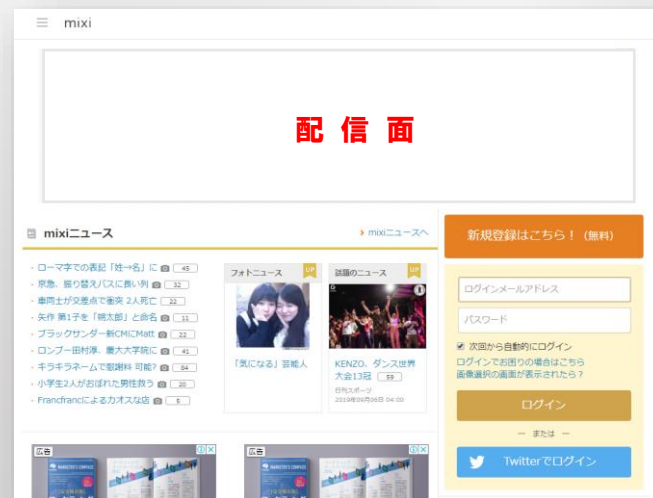 mixi
配信面
mixiニュース
mixiニュースへ
・ローマ字での表記「姓→名」に 45
・京急、振り替えバスに長い列 32
・車同士が交差点で衝突 2人死亡 22
・矢作 第1子を「桃太郎」と命名 11
・ブラックサンダー新CMにMatt 22
・ロンブー田村淳、慶大大学院に 41
・キラキラネームで慰謝料 可能? 84
・小学生2人がおぼれた男性救う 20
・Francfrancによるカオスな店 5
フォトニュース UP
「気になる」芸能人
話題のニュース UP
KENZO、ダンス世界
大会13冠 59
日刊スポーツ
2019年09月06日 04:00
新規登録はこちら！（無料）
ログインメールアドレス
パスワード
次回から自動的にログイン
ログインでお困りの場合はこちら
画像選択の画面が表示されたら？
ログイン
― または ―
Twitterでログイン
広告
MARKETER'S COMPASS
広告
MARKETER'S COMPASS